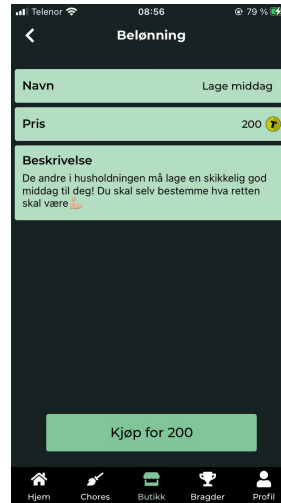 Telenor 08:56 79 %
Belønning
Navn Lage middag
Pris 200
Beskrivelse
De andre i husholdningen må lage en skikkelig god
middag til deg! Du skal selv bestemme hva retten
skal være💪🏻
Kjøp for 200
Hjem Chores Butikk Bragder Profil